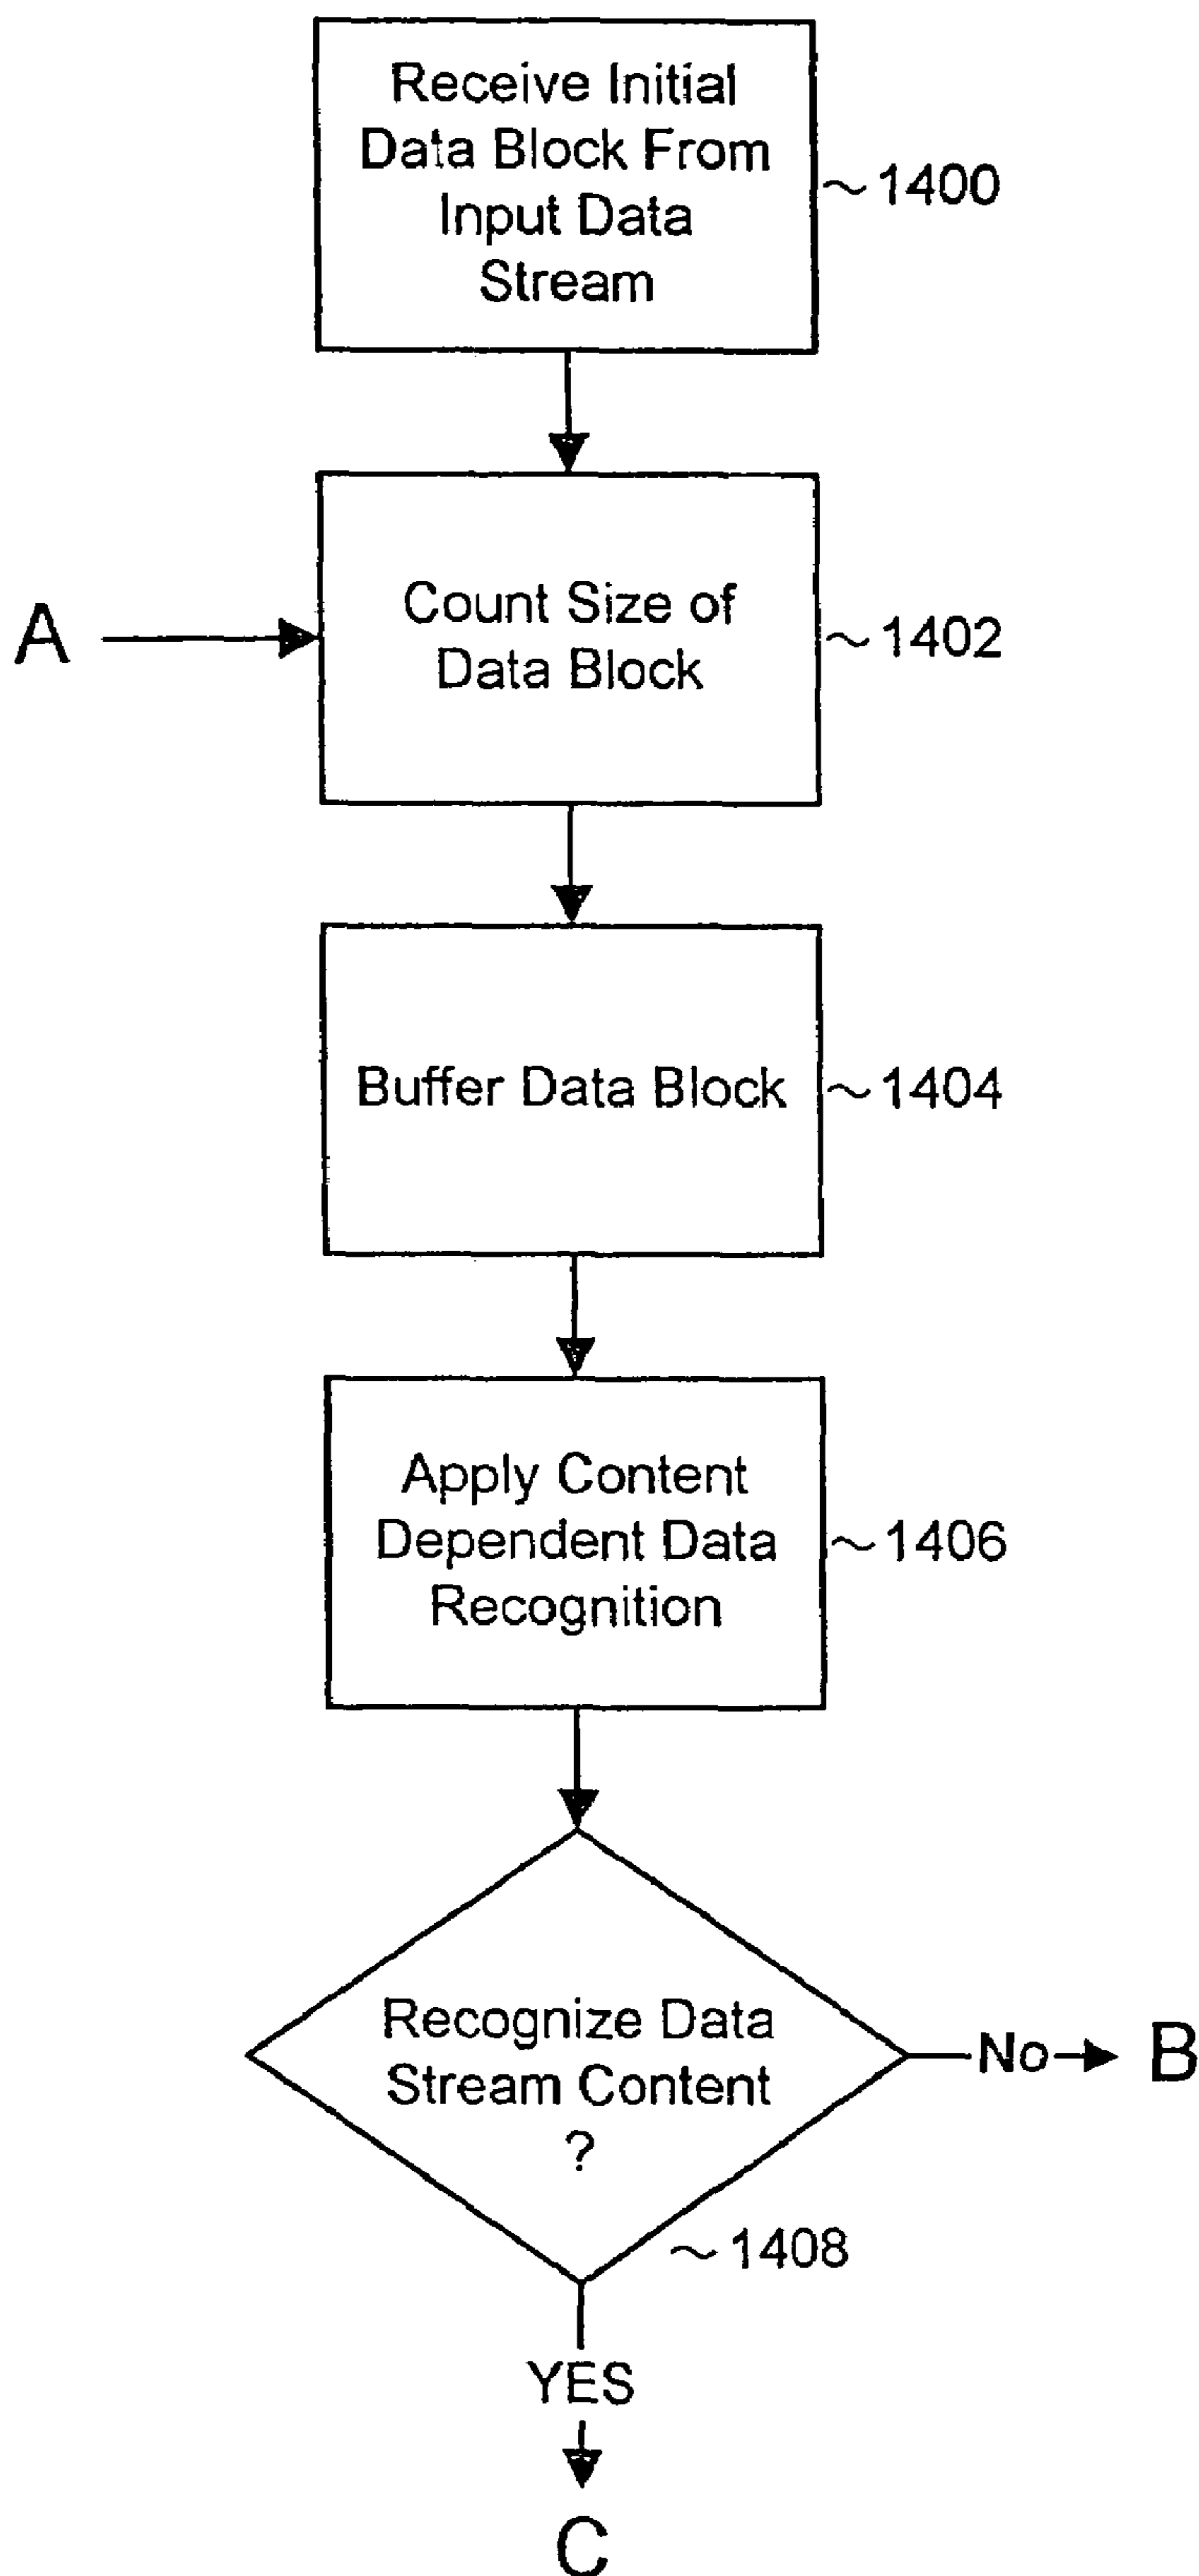 Receive Initial
Data Block From
Input Data
Stream
~1400
A
Count Size of
Data Block
~1402
Buffer Data Block
~1404
Apply Content
Dependent Data
Recognition
~1406
Recognize Data
Stream Content
?
No
B
~1408
YES
C